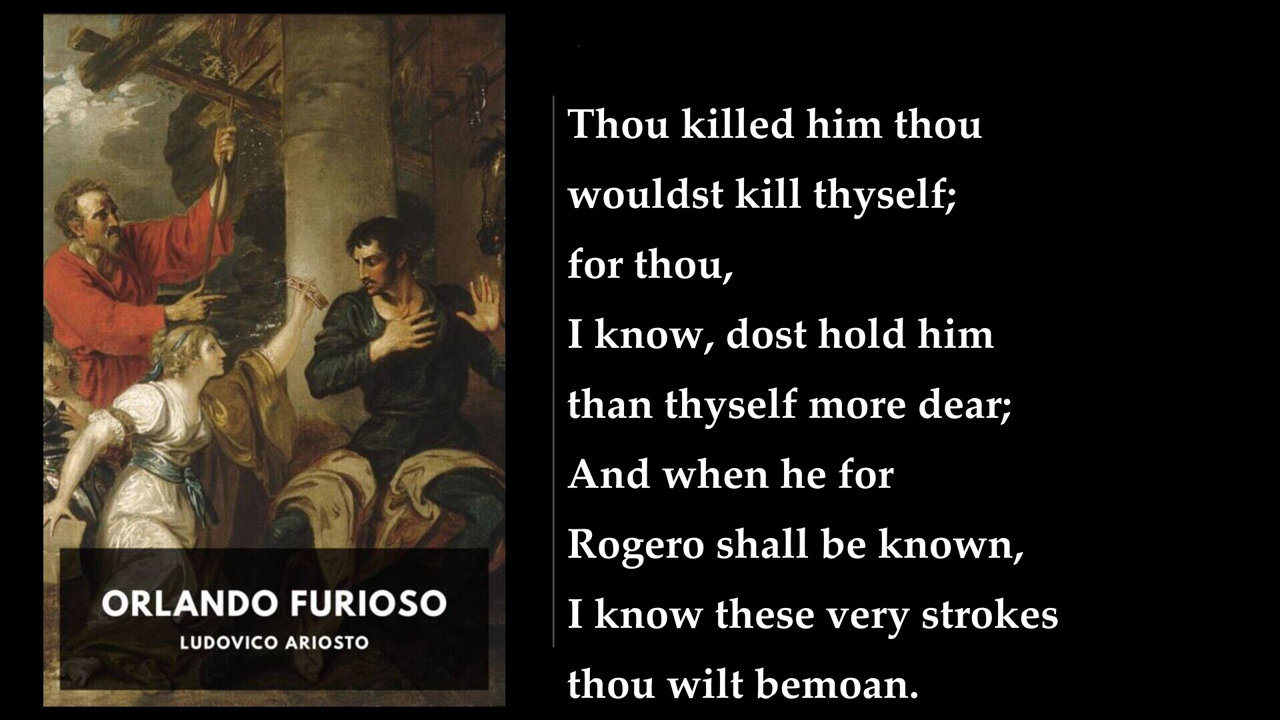 ORLANDO FURIOSO
LUDOVICO ARIOSTO
Thou killed him thou
wouldst kill thyself;
for thou,
I know, dost hold him
than thyself more dear;
And when he for
Rogero shall be known,
I know these very strokes
thou wilt bemoan.